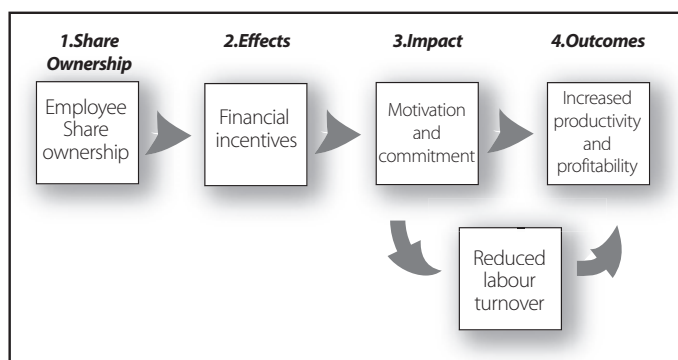 1.Share
Ownership
2.Effects
3.Impact
4.Outcomes
Employee
Share
ownership
Financial
incentives
Motivation
and
commitment
Increased
productivity
and
profitability
Reduced
labour
turnover